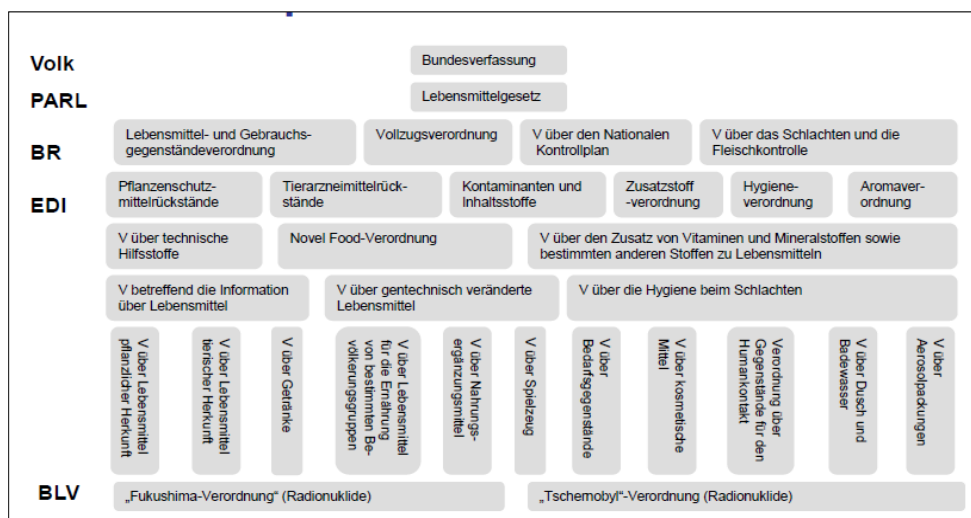 Volk
Bundesverfassung
PARL
Lebensmittelgesetz
BR
Lebensmittel- und Gebrauchs-
gegenständeverordnung
Vollzugsverordnung
V über den Nationalen
Kontrollplan
V über das Schlachten und die
Fleischkontrolle
EDI
Pflanzenschutz-
mittelrückstände
Tierarzneimittelrück-
stände
Kontaminanten und
Inhaltsstoffe
Zusatzstoff
-verordnung
Hygiene-
verordnung
Aromaver-
ordnung
V über technische
Hilfsstoffe
Novel Food-Verordnung
V über den Zusatz von Vitaminen und Mineralstoffen sowie
bestimmten anderen Stoffen zu Lebensmitteln
V betreffend die Information
über Lebensmittel
V über gentechnisch veränderte
Lebensmittel
V über die Hygiene beim Schlachten
V über Lebensmittel
pflanzlicher Herkunft
V über Lebensmittel
tierischer Herkunft
V über Getränke
V über Lebensmittel
für die Ernährung
von bestimmten Be-
völkerungsgruppen
V über Nahrungs-
ergänzungsmittel
V über Spielzeug
V über
Bedarfsgegenstände
V über kosmetische
Mittel
Verordnung über
Gegenstände für den
Humankontakt
V über Dusch und
Badewasser
V über
Aerosolpackungen
BLV
„Fukushima-Verordnung“ (Radionuklide)
„Tschernobyl“-Verordnung (Radionuklide)